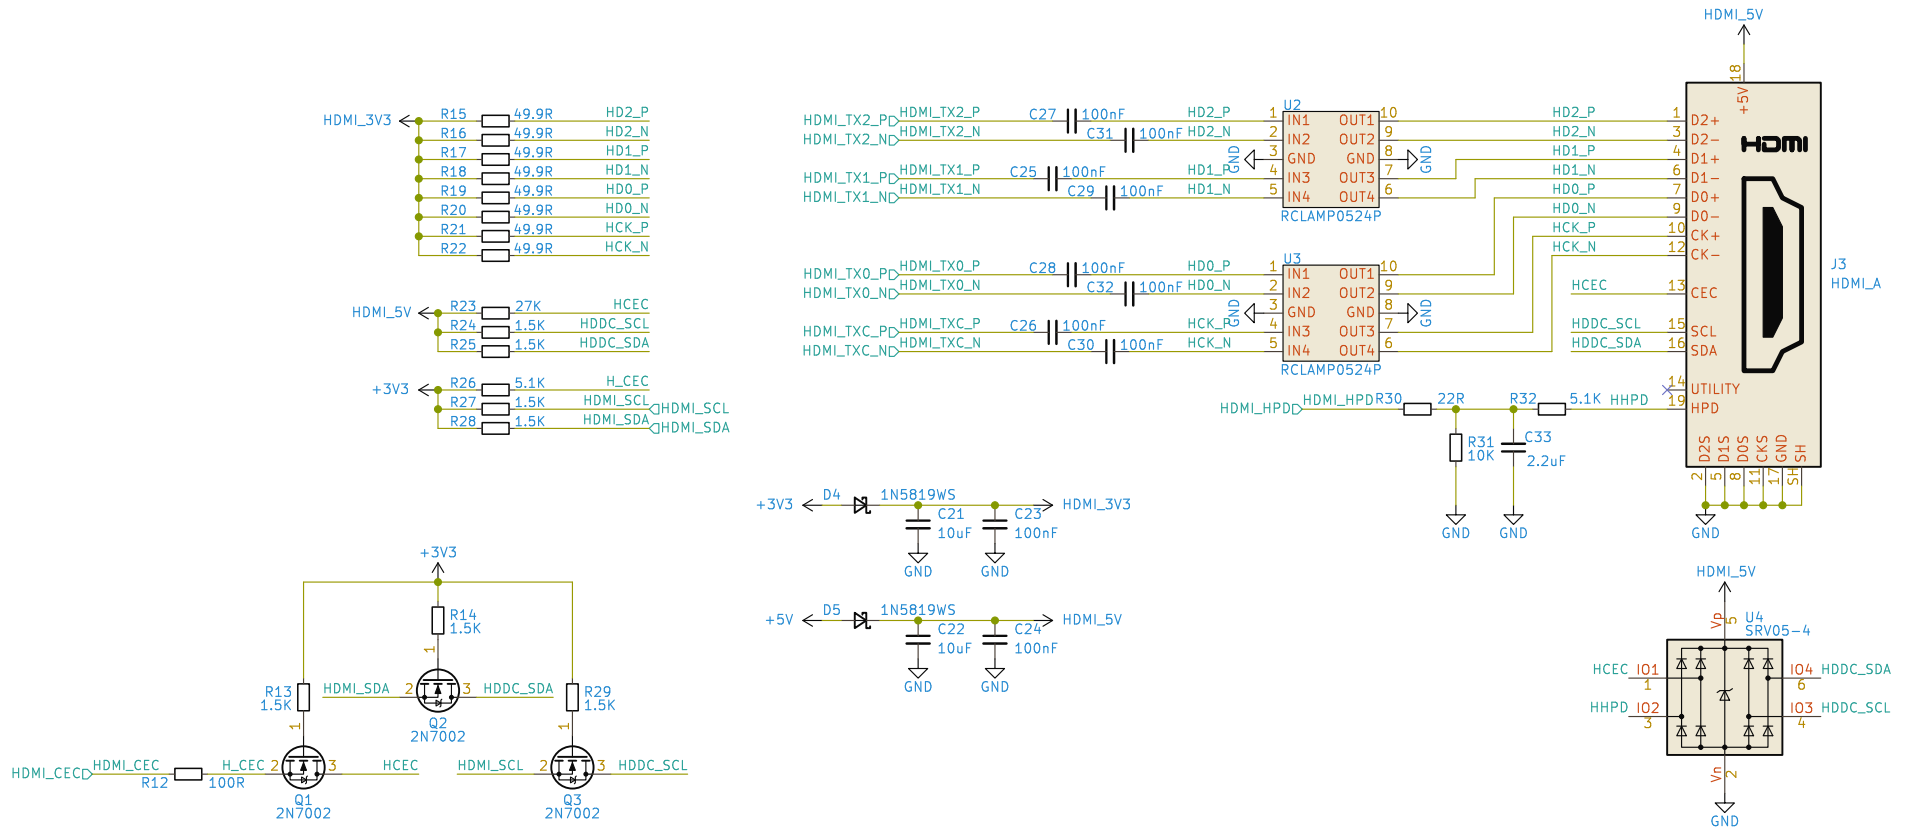 HDMI_3V3
R15 49.9R HD2_P
R16 49.9R HD2_N
R17 49.9R HD1_P
R18 49.9R HD1_N
R19 49.9R HD0_P
R20 49.9R HD0_N
R21 49.9R HCK_P
R22 49.9R HCK_N
HDMI_5V
R23 27K HCEC
R24 1.5K HDDC_SCL
R25 1.5K HDDC_SDA
+3V3
R26 5.1K H_CEC
R27 1.5K HDMI_SCL HDMI_SCL
R28 1.5K HDMI_SDA HDMI_SDA
+3V3
R14
1.5K
1
R13
1.5K
1
HDMI_SDA 2 3 HDDC_SDA
Q2
2N7002
R29
1.5K
1
HDMI_CEC HDMI_CEC
R12 100R
H_CEC 2 3 HCEC
Q1
2N7002
HDMI_SCL 2 3 HDDC_SCL
Q3
2N7002
HDMI_TX2_P HDMI_TX2_P C27 100nF HD2_P
HDMI_TX2_N HDMI_TX2_N C31 100nF HD2_N
HDMI_TX1_P HDMI_TX1_P C25 100nF HD1_P
HDMI_TX1_N HDMI_TX1_N C29 100nF HD1_N
U2
1 IN1 OUT1 10
2 IN2 OUT2 9
GND 3 GND GND 8 GND
4 IN3 OUT3 7
5 IN4 OUT4 6
RCLAMP0524P
HDMI_TX0_P HDMI_TX0_P C28 100nF HD0_P
HDMI_TX0_N HDMI_TX0_N C32 100nF HD0_N
HDMI_TXC_P HDMI_TXC_P C26 100nF HCK_P
HDMI_TXC_N HDMI_TXC_N C30 100nF HCK_N
U3
1 IN1 OUT1 10
2 IN2 OUT2 9
GND 3 GND GND 8 GND
4 IN3 OUT3 7
5 IN4 OUT4 6
RCLAMP0524P
HDMI_HPD HDMI_HPD R30 22R R32 5.1K HHPD
R31
10K
GND
C33
2.2uF
GND
+3V3 D4 1N5819WS HDMI_3V3
C21
10uF
GND
C23
100nF
GND
+5V D5 1N5819WS HDMI_5V
C22
10uF
GND
C24
100nF
GND
HDMI_5V
18
+5V
HDMI
HD2_P 1 D2+
HD2_N 3 D2-
HD1_P 4 D1+
HD1_N 6 D1-
HD0_P 7 D0+
HD0_N 9 D0-
HCK_P 10 CK+
HCK_N 12 CK-
HCEC 13 CEC
HDDC_SCL 15 SCL
HDDC_SDA 16 SDA
14 UTILITY
19 HPD
J3
HDMI_A
D2S D1S D0S CKS GND SH
2 5 8 11 17 SH
GND
HDMI_5V
Vp 5
U4
SRV05-4
HCEC IO1 1
HHPD IO2 3
IO4 6 HDDC_SDA
IO3 4 HDDC_SCL
Vn 2
GND